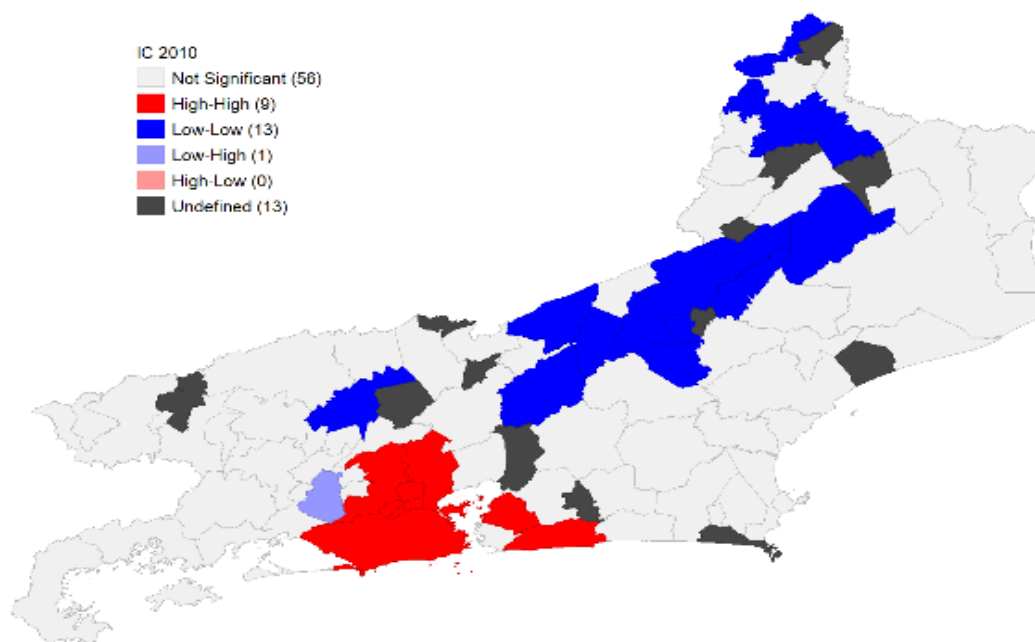 IC 2010
Not Significant (56)
High-High (9)
Low-Low (13)
Low-High (1)
High-Low (0)
Undefined (13)